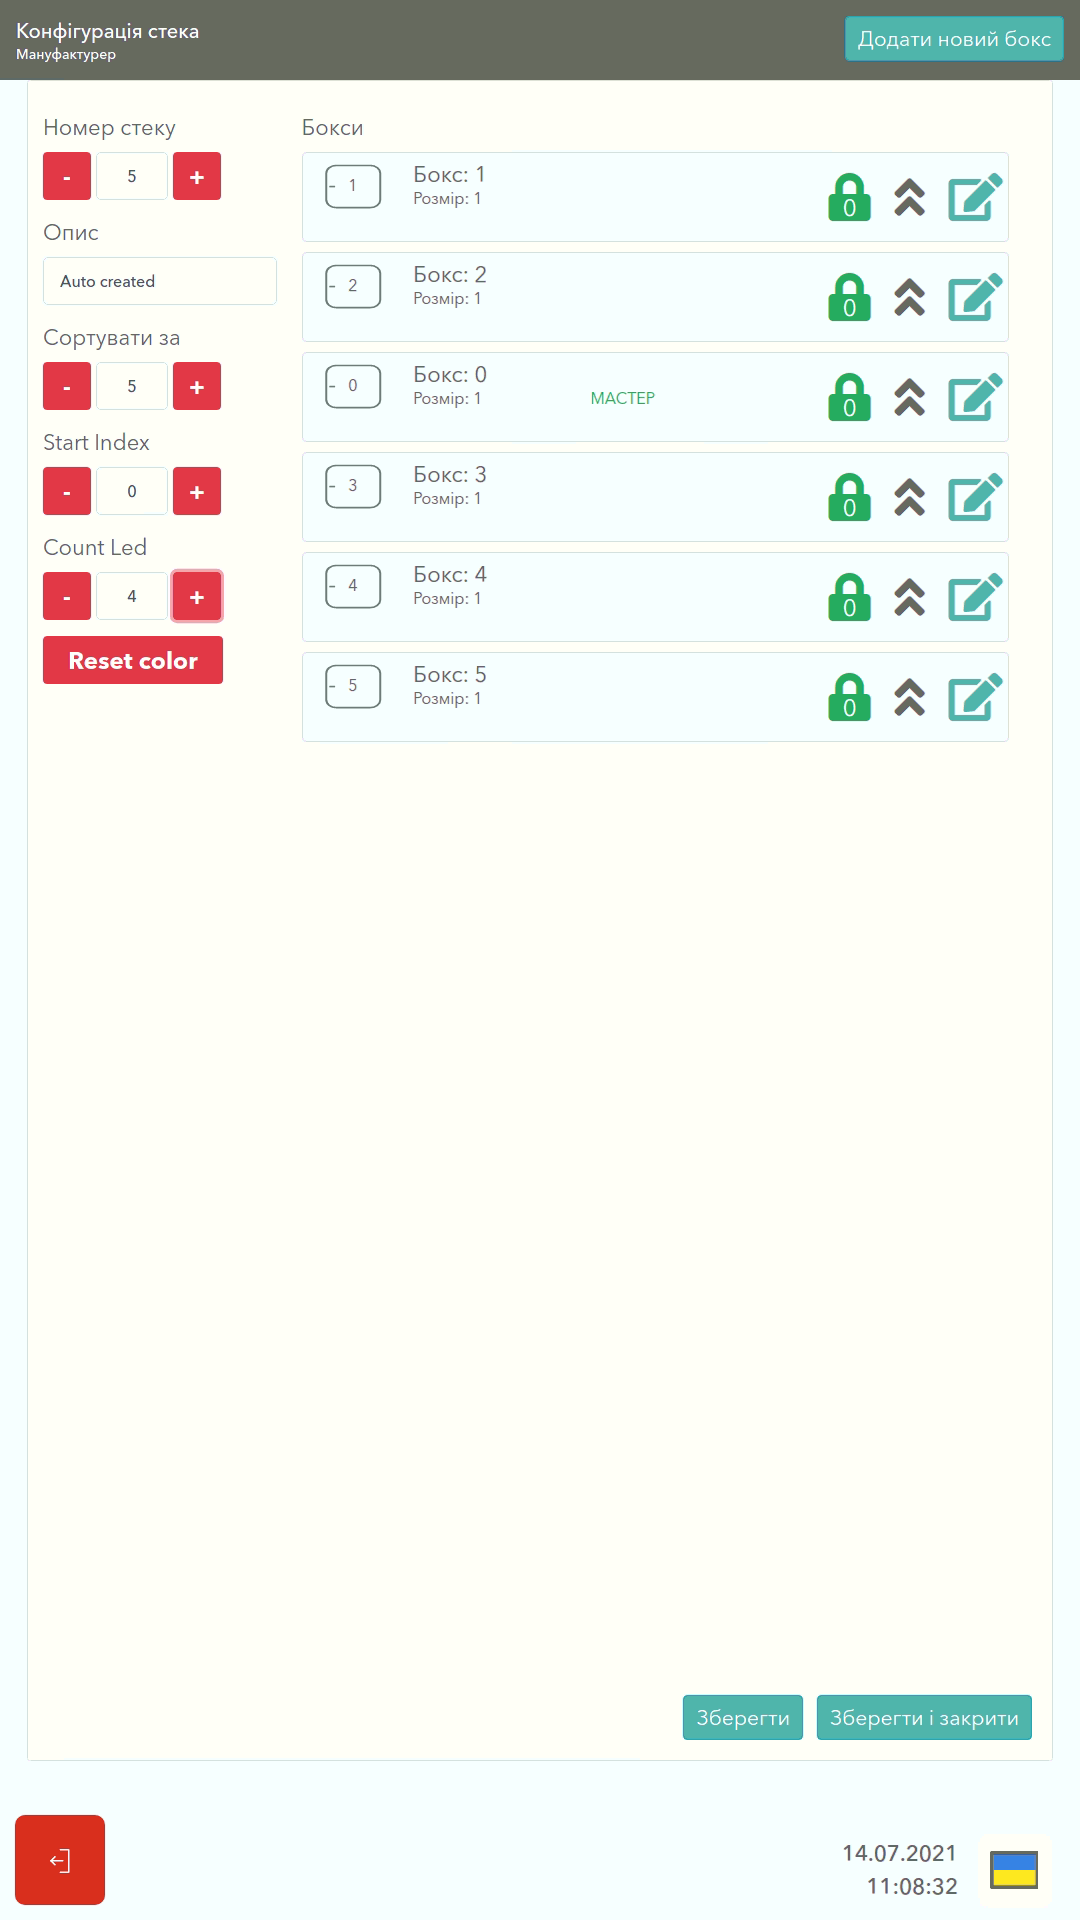 Конфігурація стека
Мануфактурер
Додати новий бокс
Номер стеку
- 5 +
Опис
Auto created
Сортувати за
- 5 +
Start Index
- 0 +
Count Led
- 4 +
Reset color
Бокси
1
Бокс: 1
Розмір: 1
0
2
Бокс: 2
Розмір: 1
0
0
Бокс: 0
Розмір: 1
МАСТЕР
0
3
Бокс: 3
Розмір: 1
0
4
Бокс: 4
Розмір: 1
0
5
Бокс: 5
Розмір: 1
0
Зберегти
Зберегти і закрити
14.07.2021
11:08:32